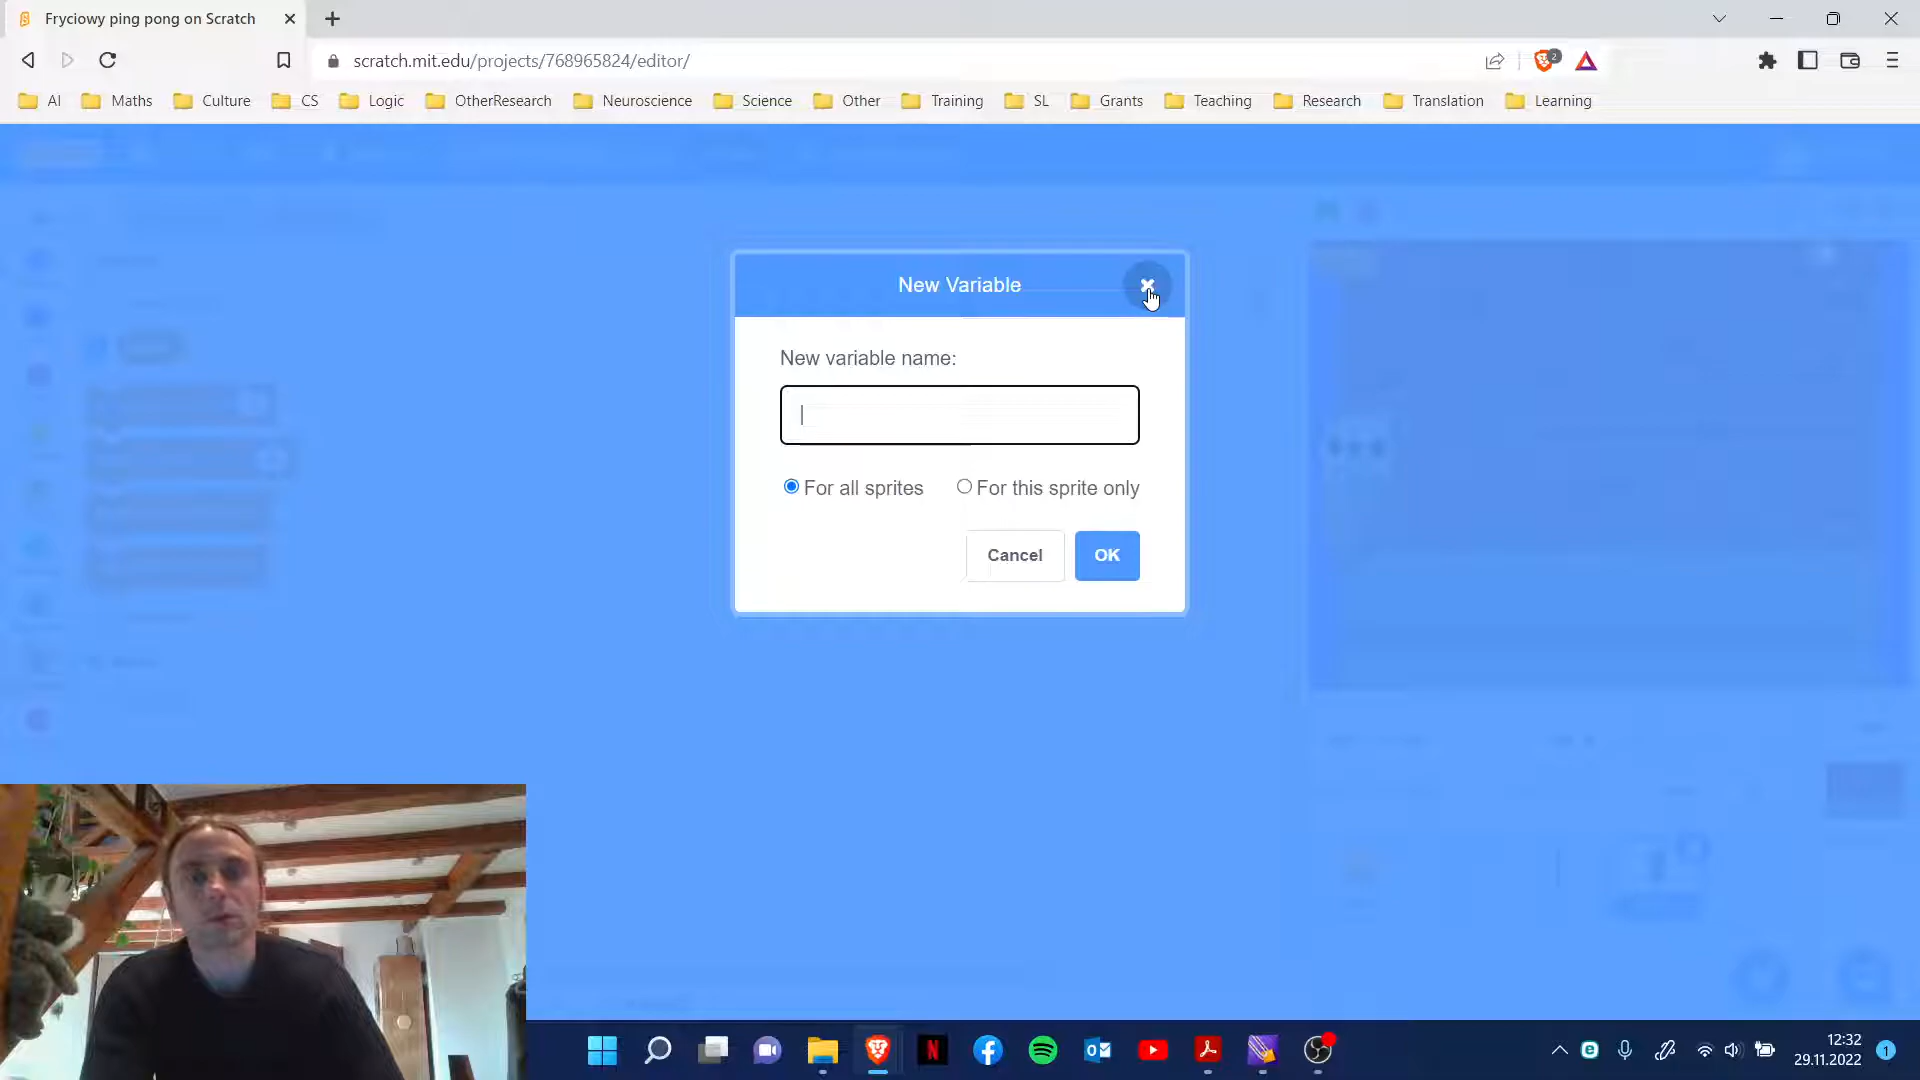 Fryciowy ping pong on Scratch
scratch.mit.edu/projects/768965824/editor/
2
AI Maths Culture CS Logic OtherResearch Neuroscience Science Other Training SL Grants Teaching Research Translation Learning
New Variable
New variable name:
For all sprites For this sprite only
Cancel OK
12:32
29.11.2022
1